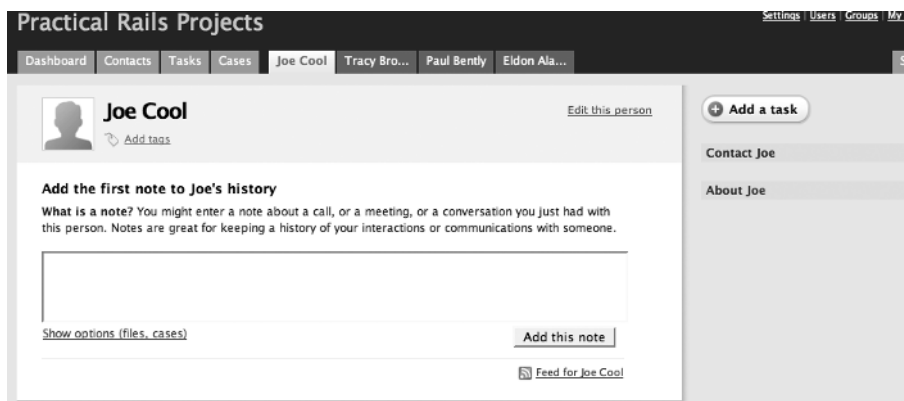 Practical Rails Projects
Settings | Users | Groups | My
Dashboard Contacts Tasks Cases Joe Cool Tracy Bro... Paul Bently Eldon Ala... S
Joe Cool
Edit this person
Add tags
Add the first note to Joe's history
What is a note? You might enter a note about a call, or a meeting, or a conversation you just had with
this person. Notes are great for keeping a history of your interactions or communications with someone.
Show options (files, cases)
Add this note
Feed for Joe Cool
Add a task
Contact Joe
About Joe